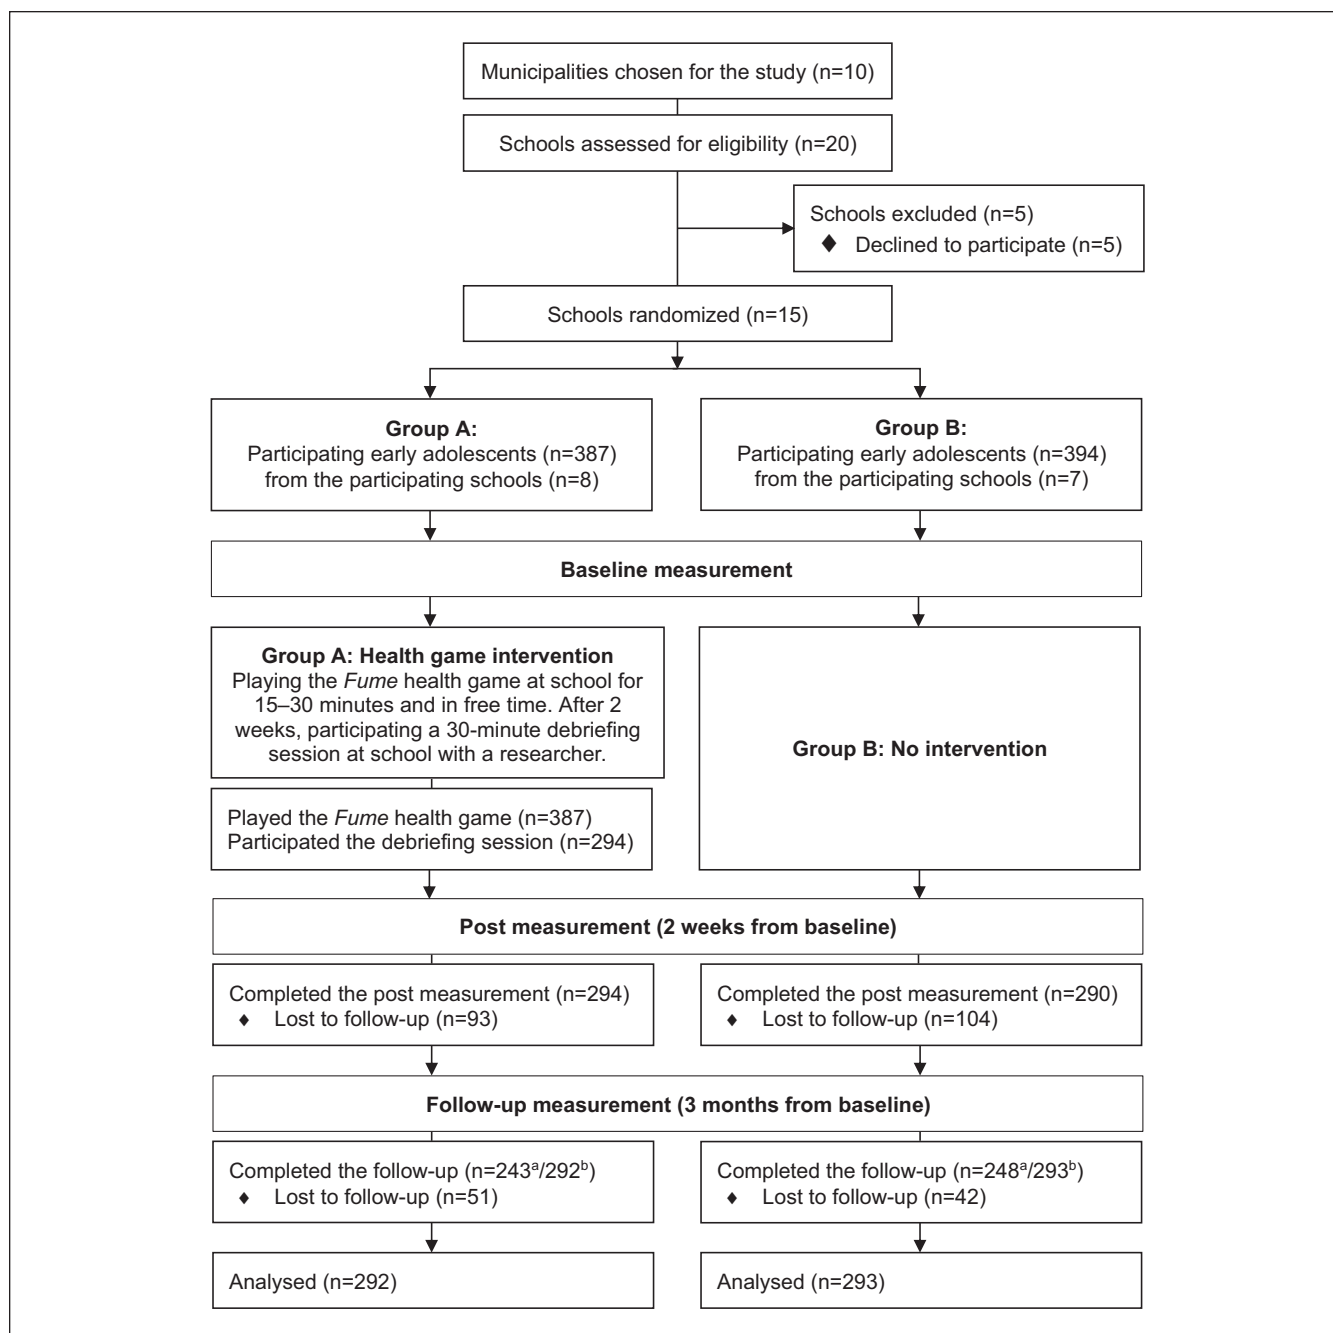 Municipalities chosen for the study (n=10)
Schools assessed for eligibility (n=20)
Schools excluded (n=5)
♦ Declined to participate (n=5)
Schools randomized (n=15)
Group A:
Participating early adolescents (n=387)
from the participating schools (n=8)
Group B:
Participating early adolescents (n=394)
from the participating schools (n=7)
Baseline measurement
Group A: Health game intervention
Playing the Fume health game at school for
15–30 minutes and in free time. After 2
weeks, participating a 30-minute debriefing
session at school with a researcher.
Group B: No intervention
Played the Fume health game (n=387)
Participated the debriefing session (n=294)
Post measurement (2 weeks from baseline)
Completed the post measurement (n=294)
♦ Lost to follow-up (n=93)
Completed the post measurement (n=290)
♦ Lost to follow-up (n=104)
Follow-up measurement (3 months from baseline)
Completed the follow-up (n=243ᵃ/292ᵇ)
♦ Lost to follow-up (n=51)
Completed the follow-up (n=248ᵃ/293ᵇ)
♦ Lost to follow-up (n=42)
Analysed (n=292)
Analysed (n=293)